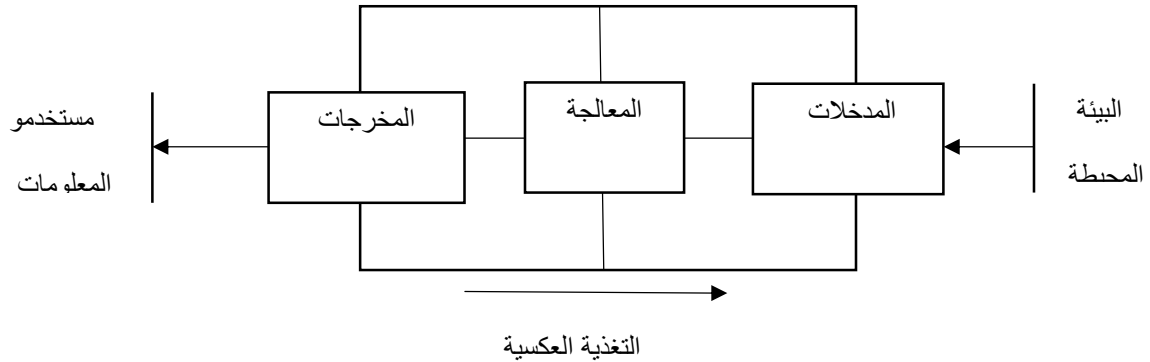 البيئة
المحيطة
المدخلات
المعالجة
المخرجات
مستخدمو
المعلومات
التغذية العكسية